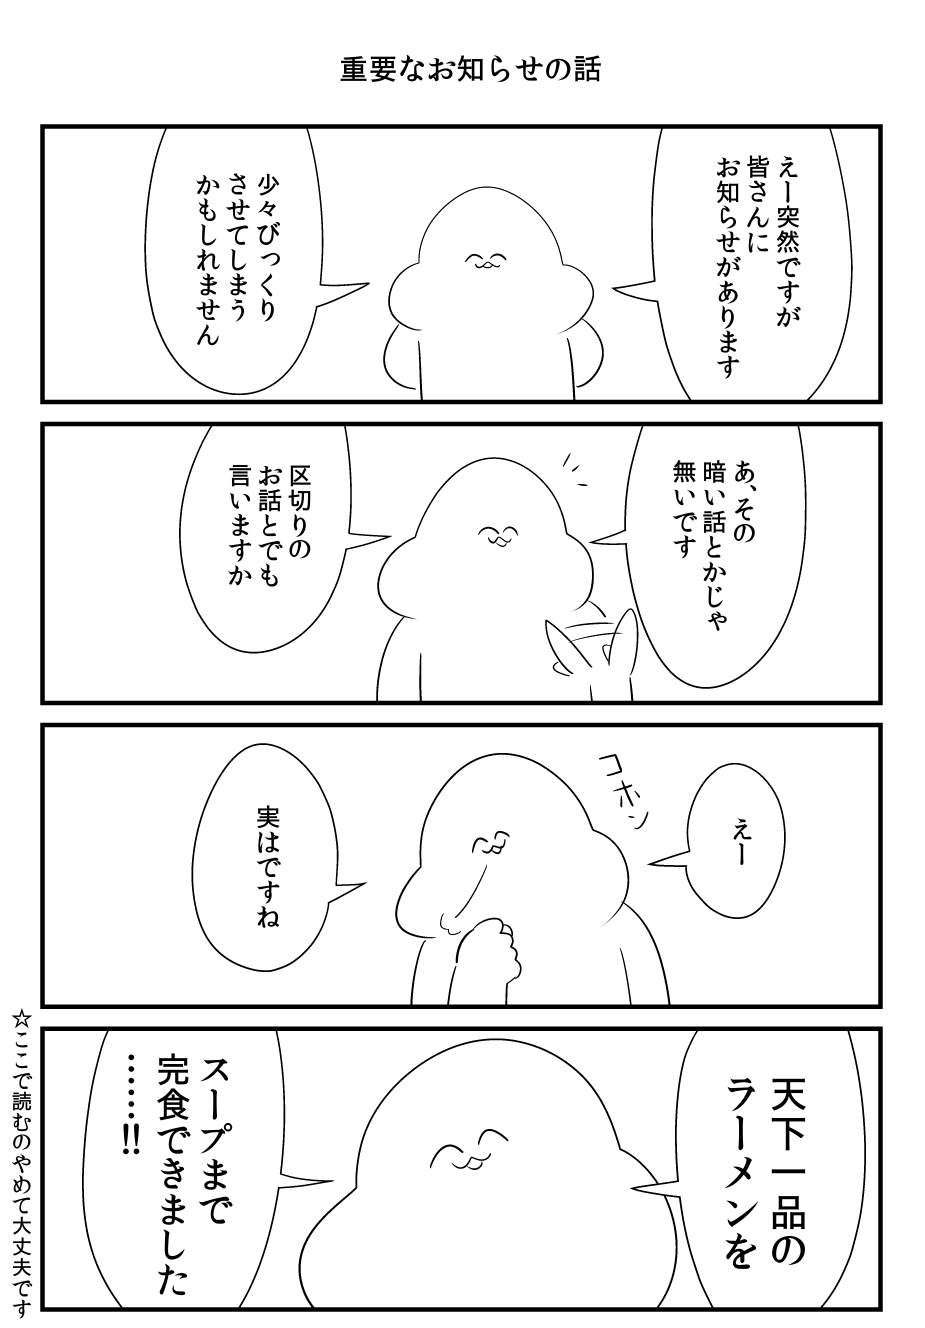 重要なお知らせの話
えー突然ですが
皆さんに
お知らせがあります
少々びっくり
させてしまう
かもしれません
あ、その
暗い話とかじゃ
無いです
区切りの
お話とでも
言いますか
えー
コホン
実はですね
天下一品の
ラーメンを
スープまで
完食できました
……!!
☆ここで読むのやめて大丈夫です